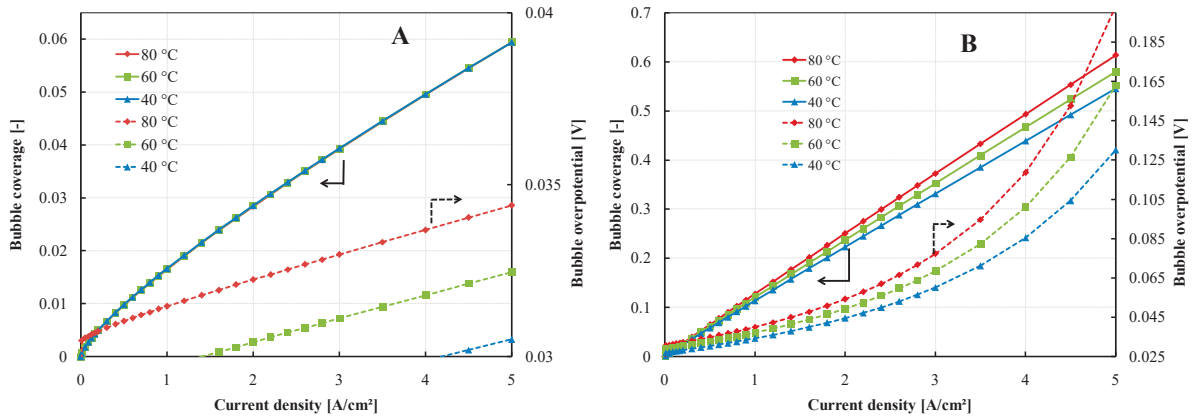 A
80 °C
60 °C
40 °C
80 °C
60 °C
40 °C
Bubble coverage [-]
0.06
0.05
0.04
0.03
0.02
0.01
0
0.04
0.035
0.03
Bubble overpotential [V]
0
1
2
3
4
5
Current density [A/cm²]
B
80 °C
60 °C
40 °C
80 °C
60 °C
40 °C
Bubble coverage [-]
0.7
0.6
0.5
0.4
0.3
0.2
0.1
0
0.185
0.165
0.145
0.125
0.105
0.085
0.065
0.045
0.025
Bubble overpotential [V]
0
1
2
3
4
5
Current density [A/cm²]